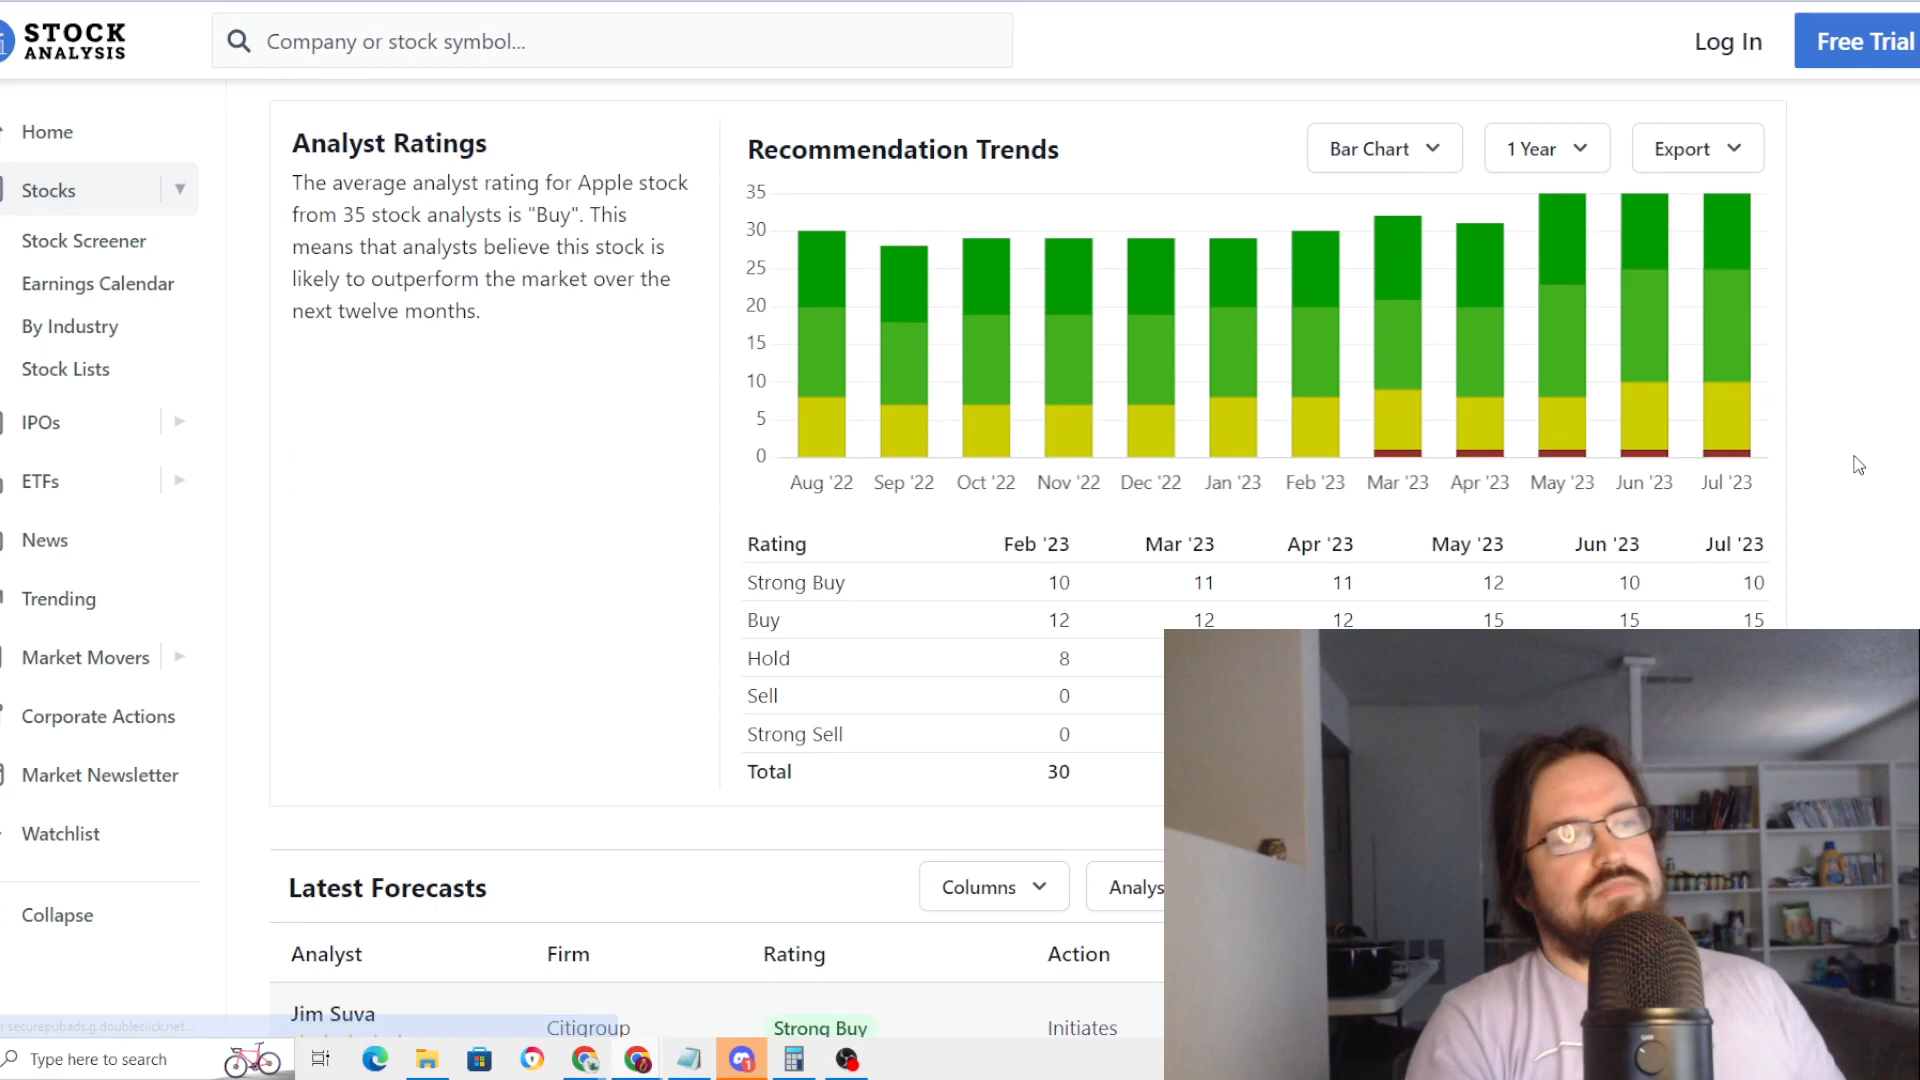 STOCK
ANALYSIS
Company or stock symbol...
Log In
Free Trial
Home
Stocks
Stock Screener
Earnings Calendar
By Industry
Stock Lists
IPOs
ETFs
News
Trending
Market Movers
Corporate Actions
Market Newsletter
Watchlist
Collapse
Analyst Ratings
The average analyst rating for Apple stock
from 35 stock analysts is "Buy". This
means that analysts believe this stock is
likely to outperform the market over the
next twelve months.
Recommendation Trends
Bar Chart
1 Year
Export
35
30
25
20
15
10
5
0
Aug '22 Sep '22 Oct '22 Nov '22 Dec '22 Jan '23 Feb '23 Mar '23 Apr '23 May '23 Jun '23 Jul '23
Rating Feb '23 Mar '23 Apr '23 May '23 Jun '23 Jul '23
Strong Buy 10 11 11 12 10 10
Buy 12 12 12 15 15 15
Hold 8
Sell 0
Strong Sell 0
Total 30
Latest Forecasts
Columns
Analys
Analyst Firm Rating Action
Jim Suva
Citigroup Strong Buy Initiates
securepubads.g.doubleclick.net...
Type here to search